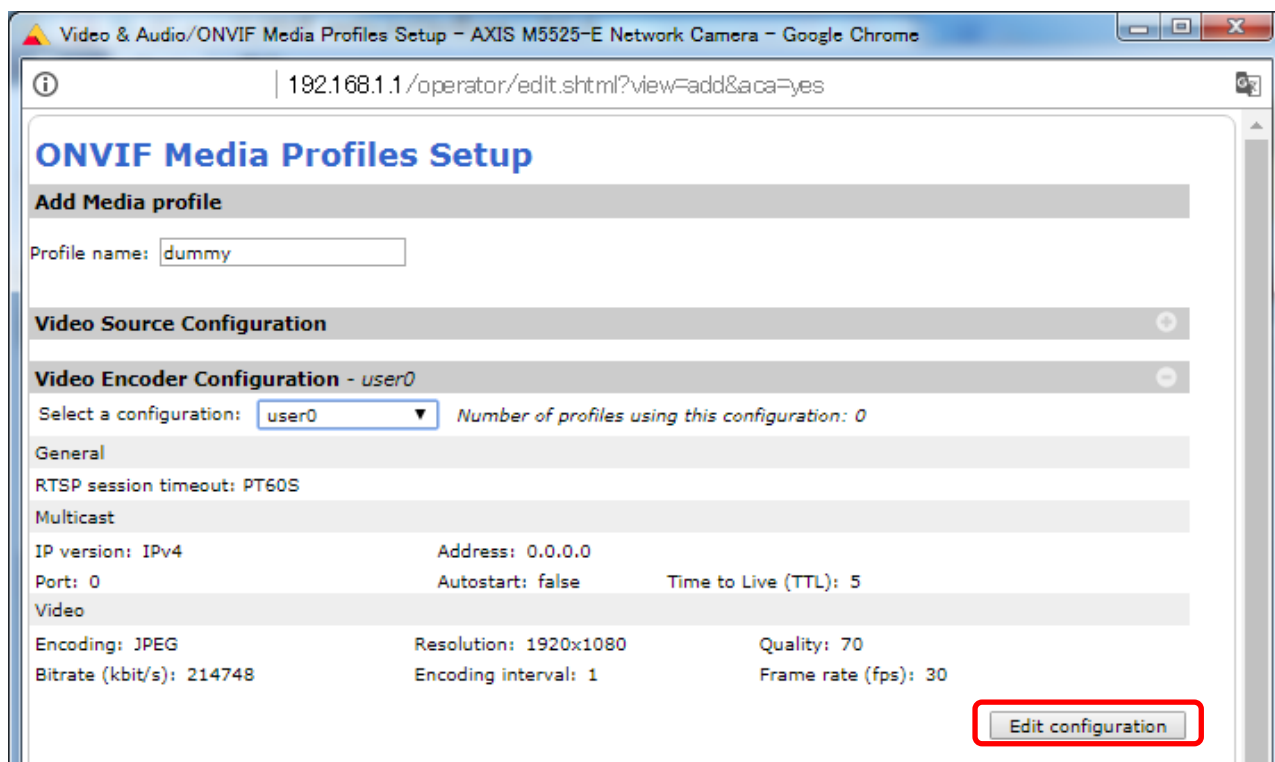 Video & Audio/ONVIF Media Profiles Setup - AXIS M5525-E Network Camera - Google Chrome
192.168.1.1/operator/edit.shtml?view=add&aca=yes
ONVIF Media Profiles Setup
Add Media profile
Profile name: dummy
Video Source Configuration
Video Encoder Configuration - user0
Select a configuration: user0 Number of profiles using this configuration: 0
General
RTSP session timeout: PT60S
Multicast
IP version: IPv4 Address: 0.0.0.0
Port: 0 Autostart: false Time to Live (TTL): 5
Video
Encoding: JPEG Resolution: 1920x1080 Quality: 70
Bitrate (kbit/s): 214748 Encoding interval: 1 Frame rate (fps): 30
Edit configuration